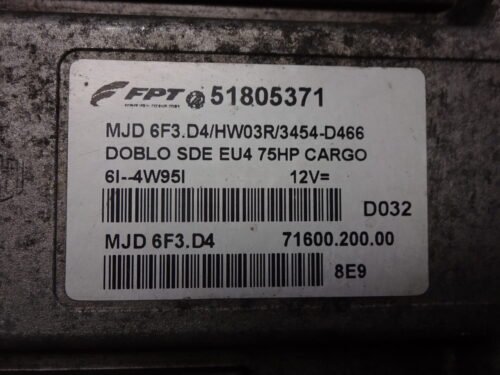 FPT 51805371
MJD 6F3.D4/HW03R/3454-D466
DOBLO SDE EU4 75HP CARGO
6I--4W95I 12V=
D032
MJD 6F3.D4 71600.200.00
8E9